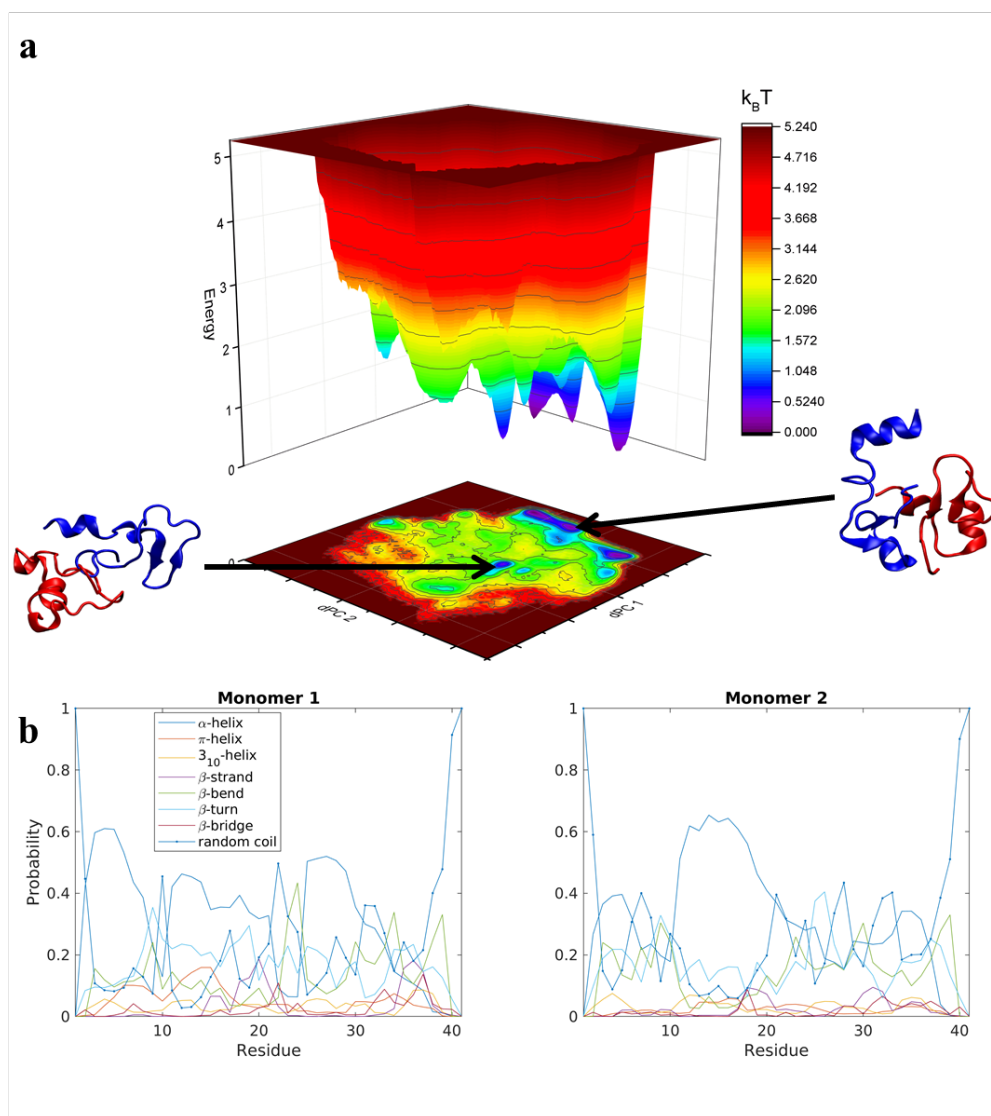 a
k_BT
5.240
4.716
4.192
3.668
3.144
2.620
2.096
1.572
1.048
0.5240
0.000
5
4
3
2
1
0
Energy
0
dPC 2
dPC 1
b
Monomer 1
Monomer 2
α-helix
π-helix
3_10-helix
β-strand
β-bend
β-turn
β-bridge
random coil
1
0.8
0.6
0.4
0.2
0
Probability
10
20
30
40
Residue
1
0.8
0.6
0.4
0.2
0
10
20
30
40
Residue